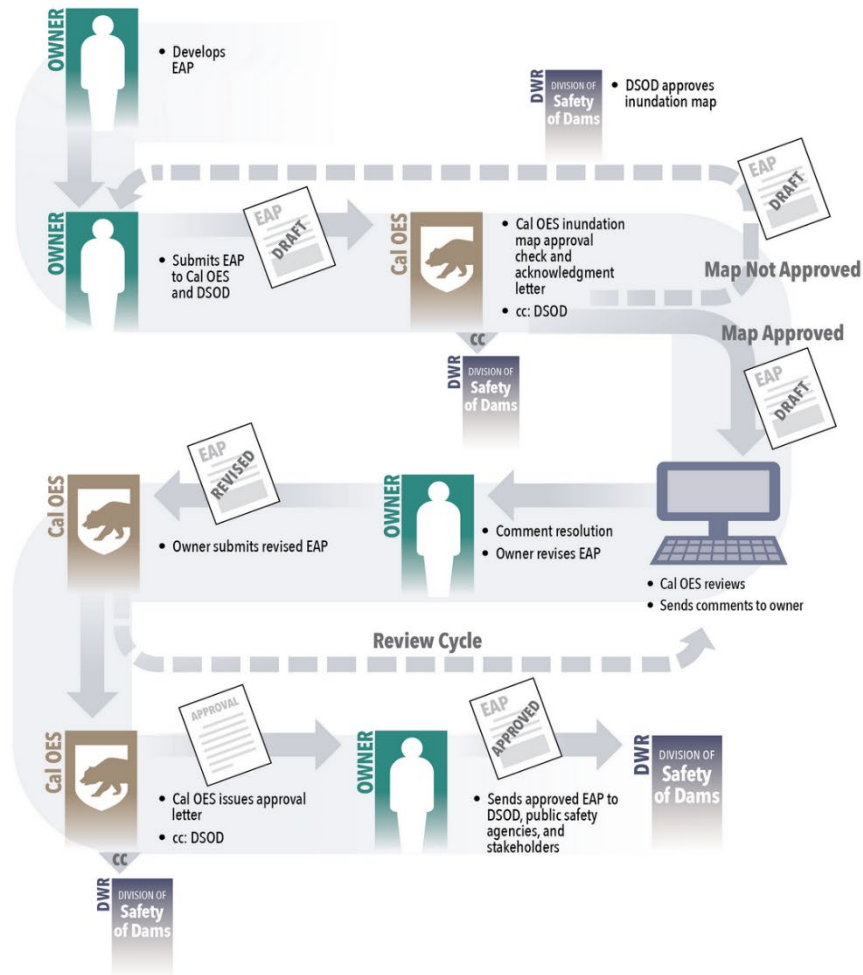 OWNER
• Develops
EAP
DWR
DIVISION OF
Safety
of Dams
• DSOD approves
inundation map
OWNER
• Submits EAP
to Cal OES
and DSOD
EAP
DRAFT
Cal OES
• Cal OES inundation
map approval
check and
acknowledgment
letter
• cc: DSOD
EAP
DRAFT
Map Not Approved
Map Approved
cc
DWR
DIVISION OF
Safety
of Dams
EAP
DRAFT
Cal OES
• Owner submits revised EAP
EAP
REVISED
OWNER
• Comment resolution
• Owner revises EAP
• Cal OES reviews
• Sends comments to owner
Review Cycle
Cal OES
APPROVAL
• Cal OES issues approval
letter
• cc: DSOD
OWNER
EAP
APPROVED
• Sends approved EAP to
DSOD, public safety
agencies, and
stakeholders
DWR
DIVISION OF
Safety
of Dams
cc
DWR
DIVISION OF
Safety
of Dams